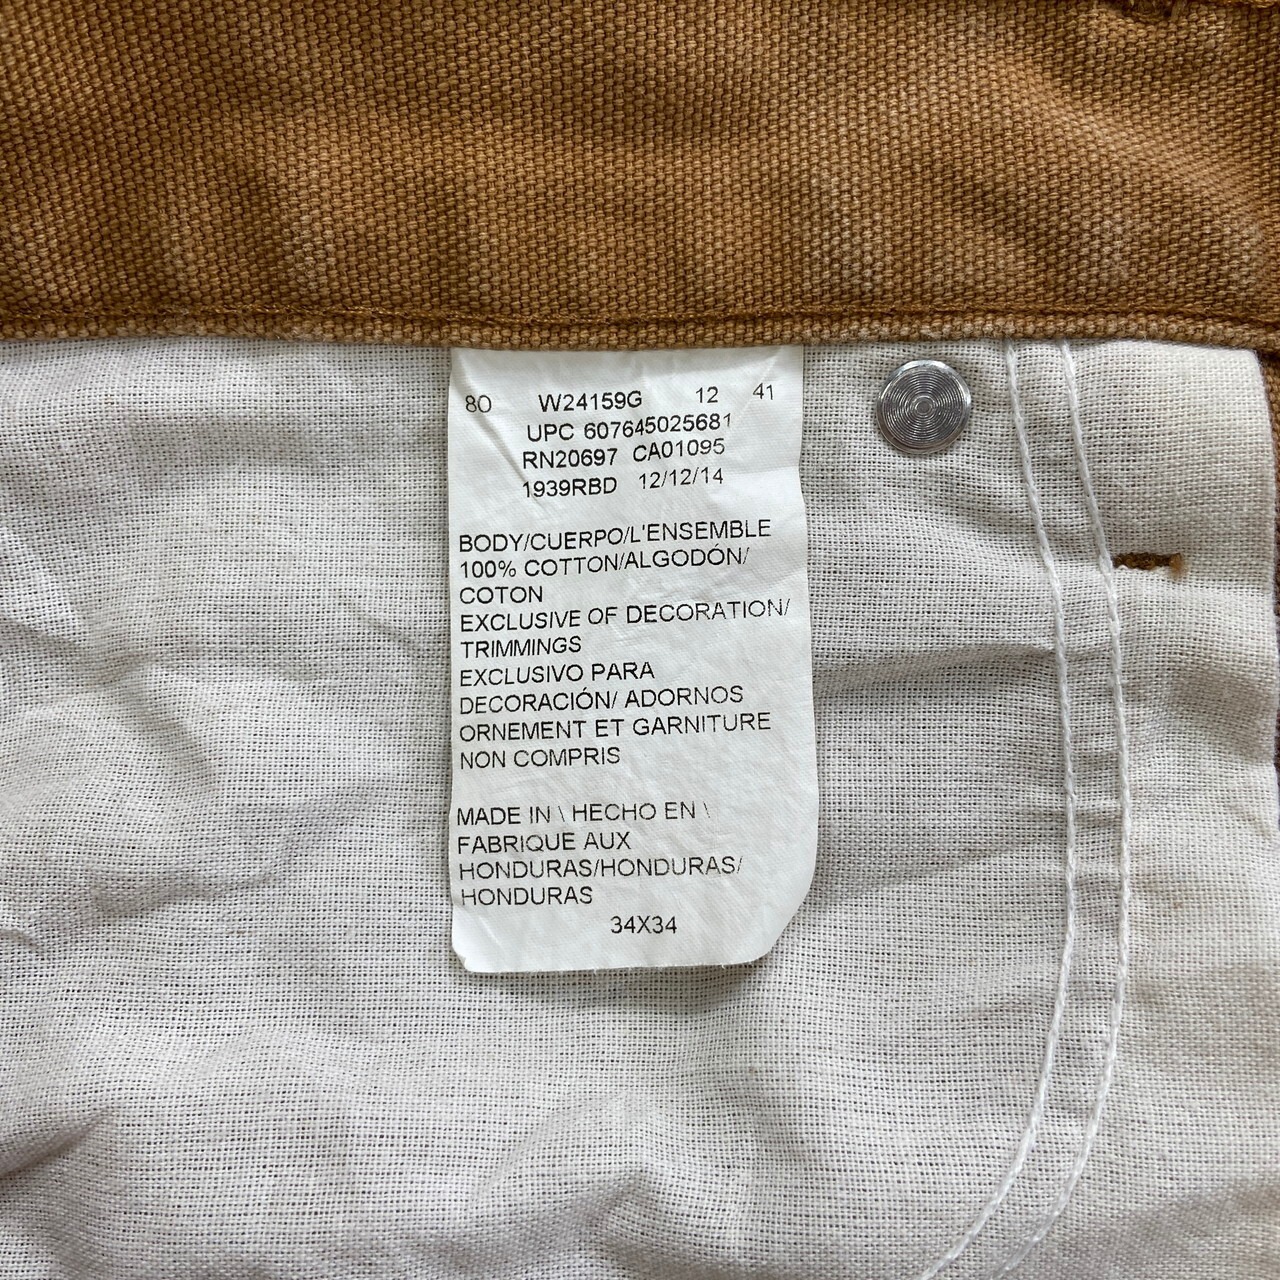 80 W24159G 12 41
UPC 607645025681
RN20697 CA01095
1939RBD 12/12/14
BODY/CUERPO/L'ENSEMBLE
100% COTTON/ALGODÓN/
COTON
EXCLUSIVE OF DECORATION/
TRIMMINGS
EXCLUSIVO PARA
DECORACIÓN/ ADORNOS
ORNEMENT ET GARNITURE
NON COMPRIS
MADE IN \ HECHO EN \
FABRIQUE AUX
HONDURAS/HONDURAS/
HONDURAS
34X34